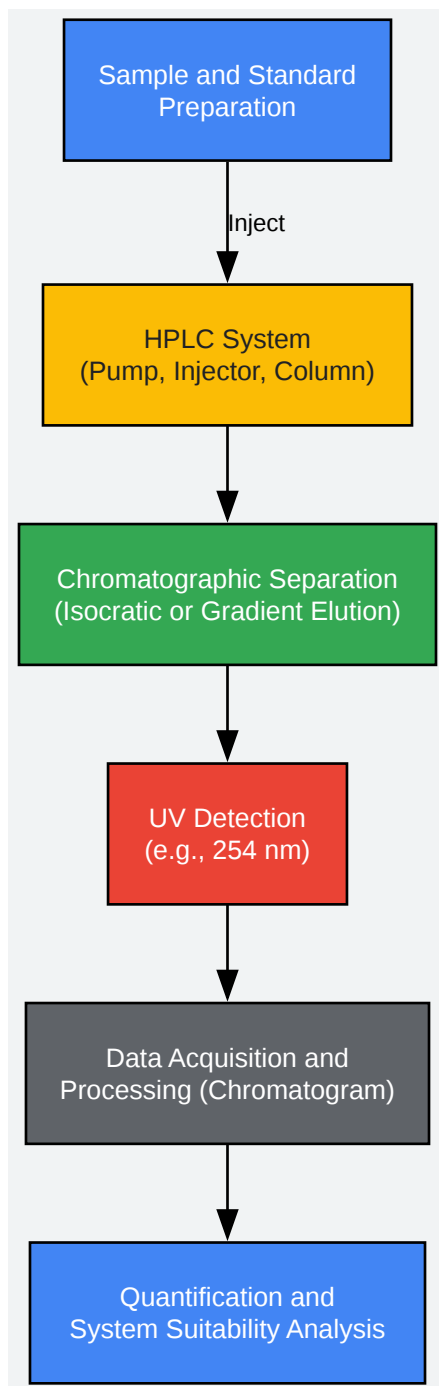 Sample and Standard
Preparation
Inject
HPLC System
(Pump, Injector, Column)
Chromatographic Separation
(Isocratic or Gradient Elution)
UV Detection
(e.g., 254 nm)
Data Acquisition and
Processing (Chromatogram)
Quantification and
System Suitability Analysis